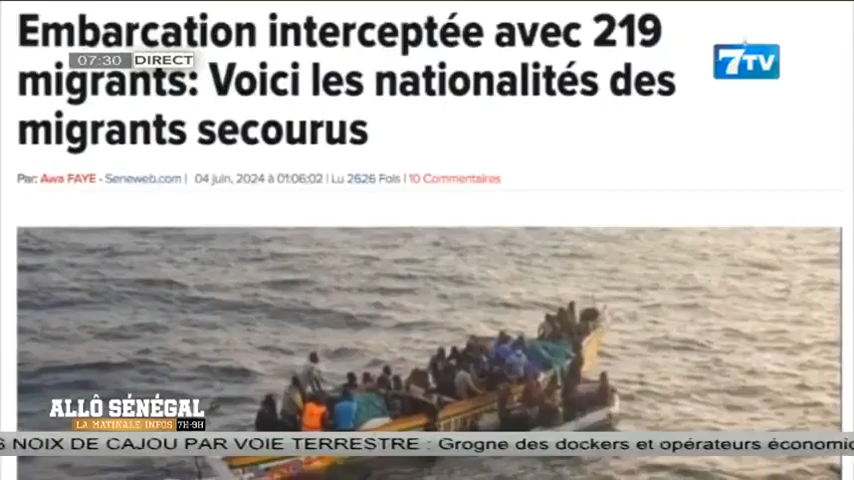 Embarcation interceptée avec 219
07:30 DIRECT
7TV
migrants: Voici les nationalités des
migrants secourus
Par: Awa FAYE - Seneweb.com | 04 juin, 2024 à 01:06:02 | Lu 2626 Fois | 10 Commentaires
ALLÔ SÉNÉGAL
LA MATINALE INFOS 7H-9H
S NOIX DE CAJOU PAR VOIE TERRESTRE : Grogne des dockers et opérateurs économic